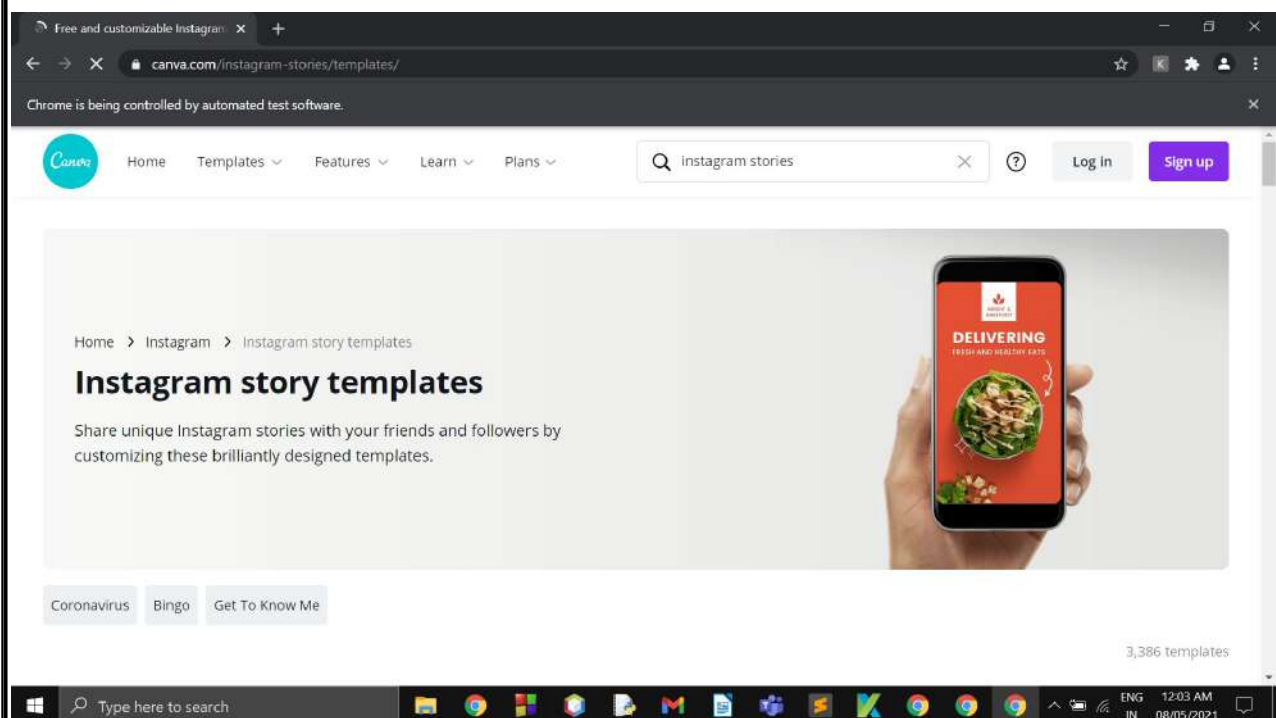 Free and customizable Instagran
canva.com/instagram-stories/templates/
K
Chrome is being controlled by automated test software.
Canva Home Templates Features Learn Plans instagram stories Log in Sign up
DELIVERING
FRESH AND HEALTHY EATS
Home > Instagram > Instagram story templates
Instagram story templates
Share unique Instagram stories with your friends and followers by
customizing these brilliantly designed templates.
Coronavirus Bingo Get To Know Me
3,386 templates
Type here to search
ENG 12:03 AM
IN 08/05/2021